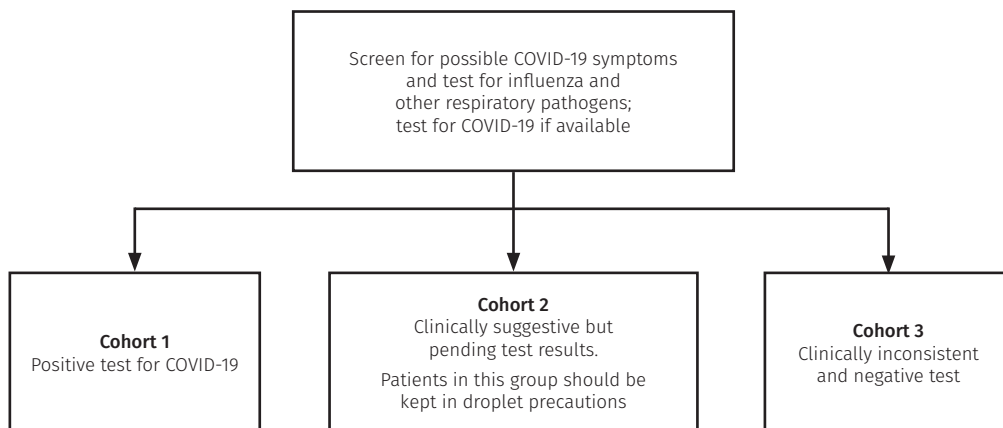 Screen for possible COVID-19 symptoms
and test for influenza and
other respiratory pathogens;
test for COVID-19 if available
Cohort 1
Positive test for COVID-19
Cohort 2
Clinically suggestive but
pending test results.
Patients in this group should be
kept in droplet precautions
Cohort 3
Clinically inconsistent
and negative test